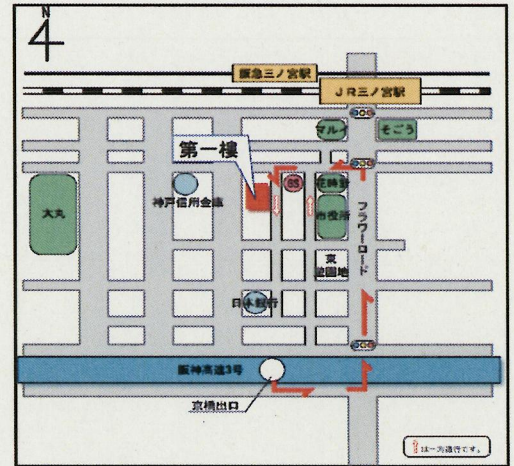 N
阪急三ノ宮駅
JR三ノ宮駅
マルイ
そごう
第一樓
GS
花時計
大丸
神戸信用金庫
市役所
フラワーロード
東
遊園地
日本銀行
阪神高速3号
京橋出口
は一方通行です。